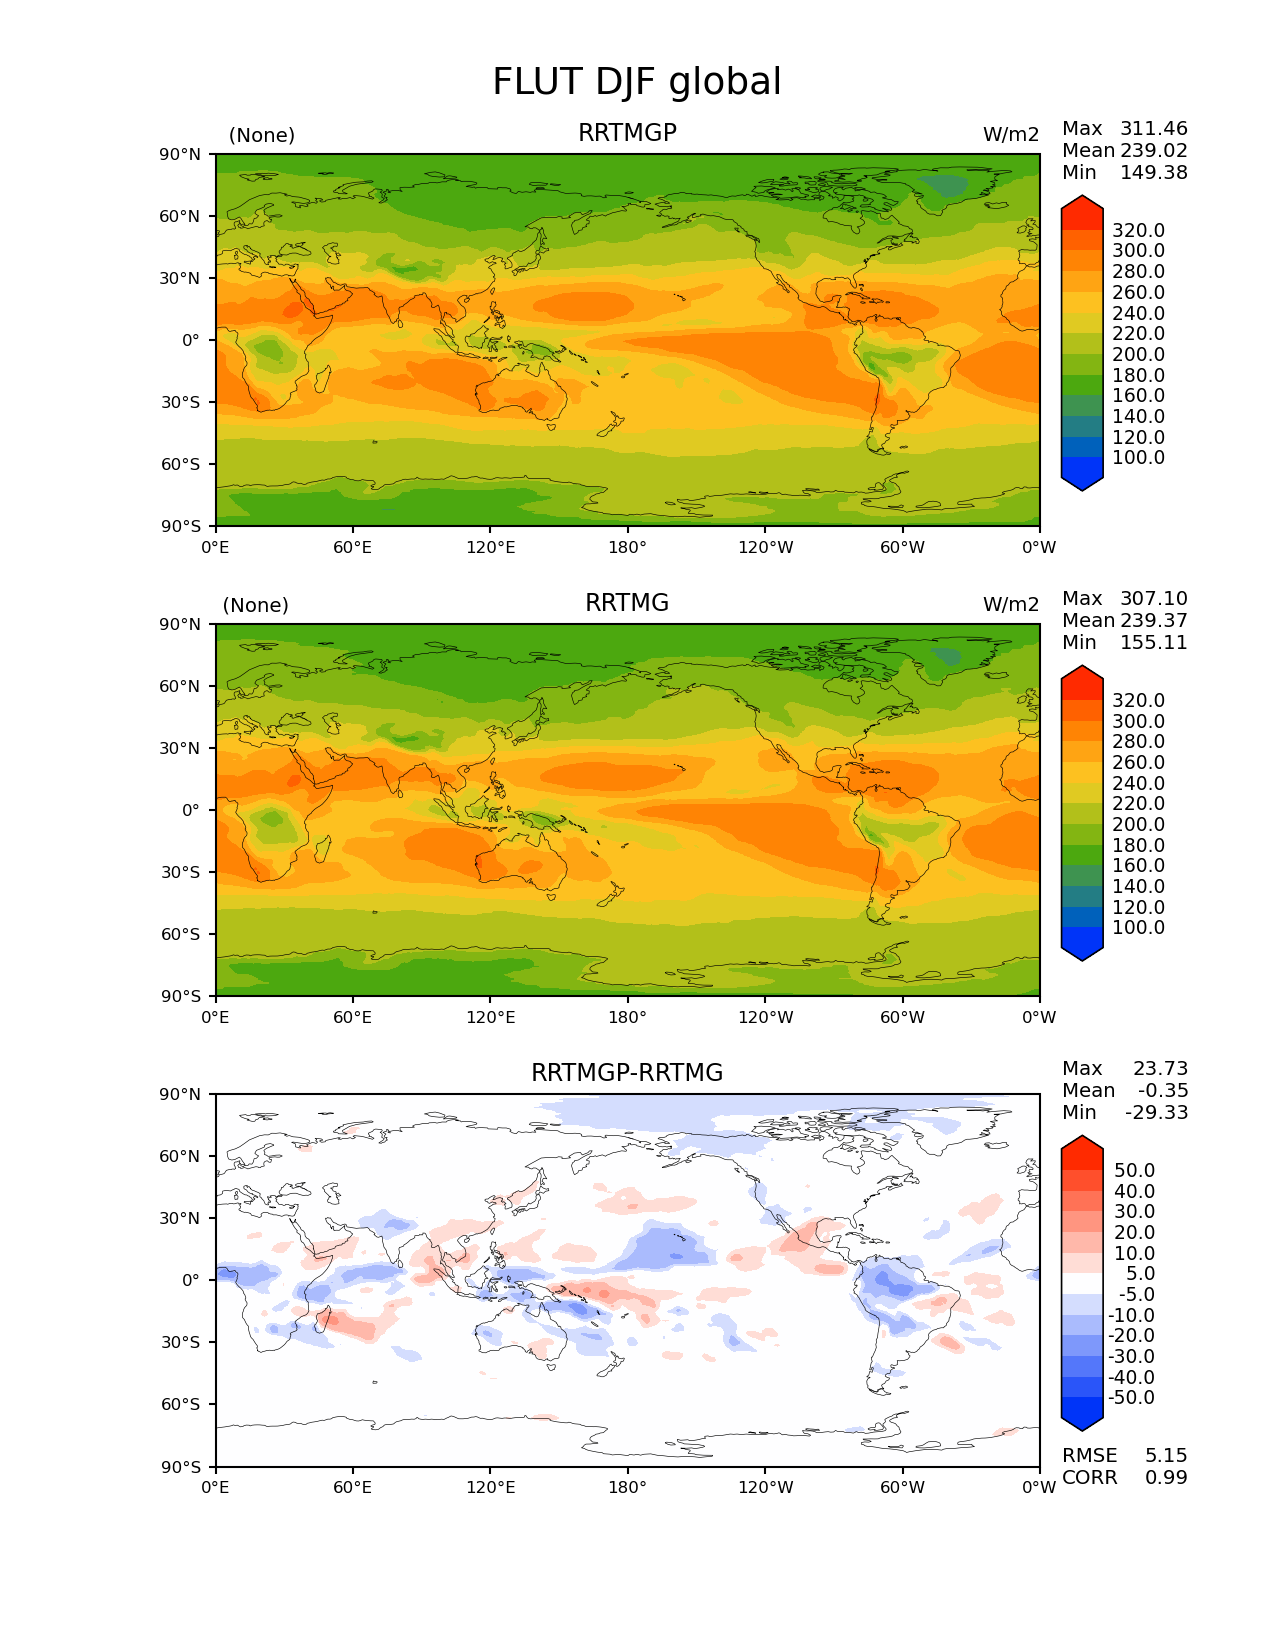 FLUT DJF global
(None) RRTMGP W/m2
Max 311.46
Mean 239.02
Min 149.38
90°N
60°N
30°N
0°
30°S
60°S
90°S
0°E 60°E 120°E 180° 120°W 60°W 0°W
320.0
300.0
280.0
260.0
240.0
220.0
200.0
180.0
160.0
140.0
120.0
100.0
(None) RRTMG W/m2
Max 307.10
Mean 239.37
Min 155.11
90°N
60°N
30°N
0°
30°S
60°S
90°S
0°E 60°E 120°E 180° 120°W 60°W 0°W
320.0
300.0
280.0
260.0
240.0
220.0
200.0
180.0
160.0
140.0
120.0
100.0
RRTMGP-RRTMG
Max 23.73
Mean -0.35
Min -29.33
90°N
60°N
30°N
0°
30°S
60°S
90°S
0°E 60°E 120°E 180° 120°W 60°W 0°W
50.0
40.0
30.0
20.0
10.0
5.0
-5.0
-10.0
-20.0
-30.0
-40.0
-50.0
RMSE 5.15
CORR 0.99